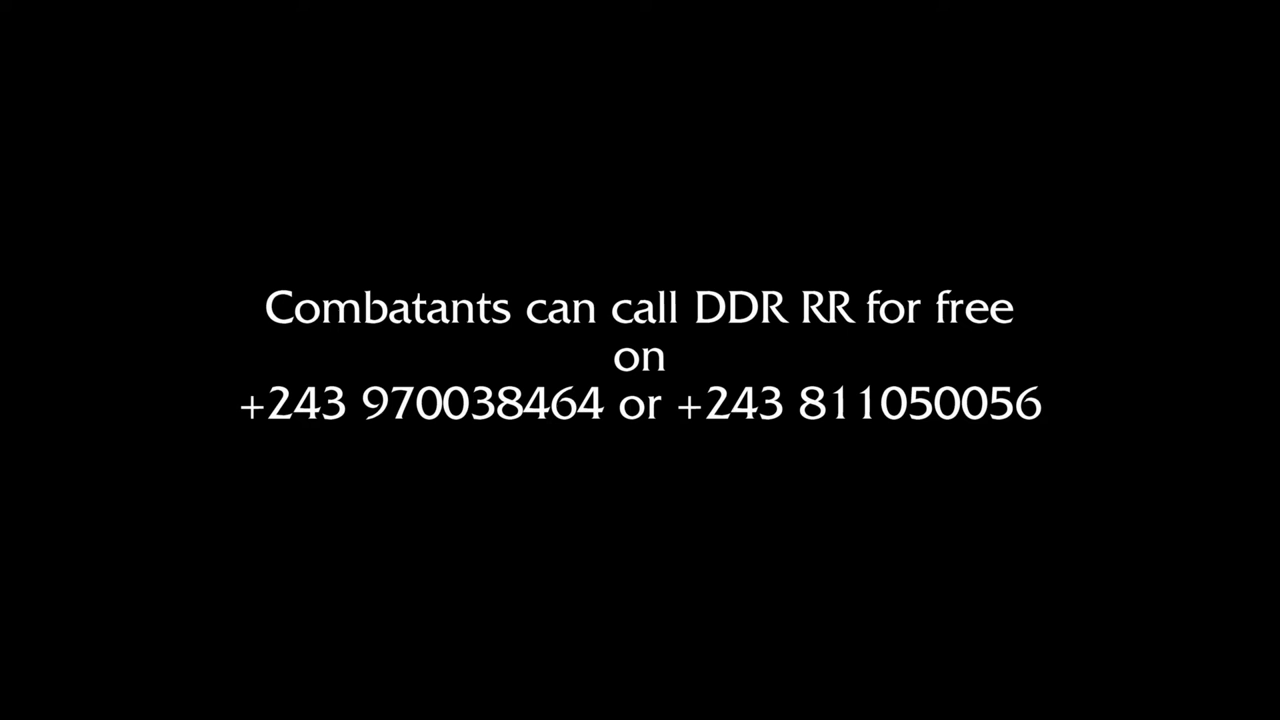 Combatants can call DDR RR for free
on
+243 970038464 or +243 811050056